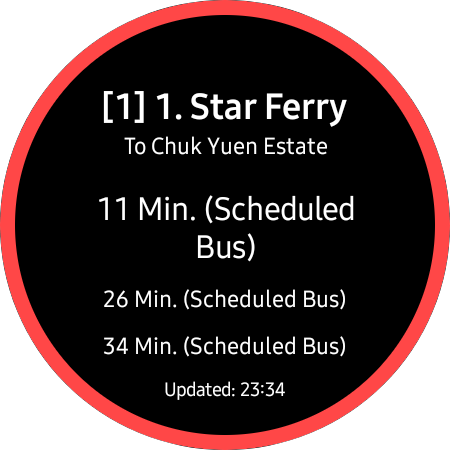 [1] 1. Star Ferry
To Chuk Yuen Estate
11 Min. (Scheduled
Bus)
26 Min. (Scheduled Bus)
34 Min. (Scheduled Bus)
Updated: 23:34